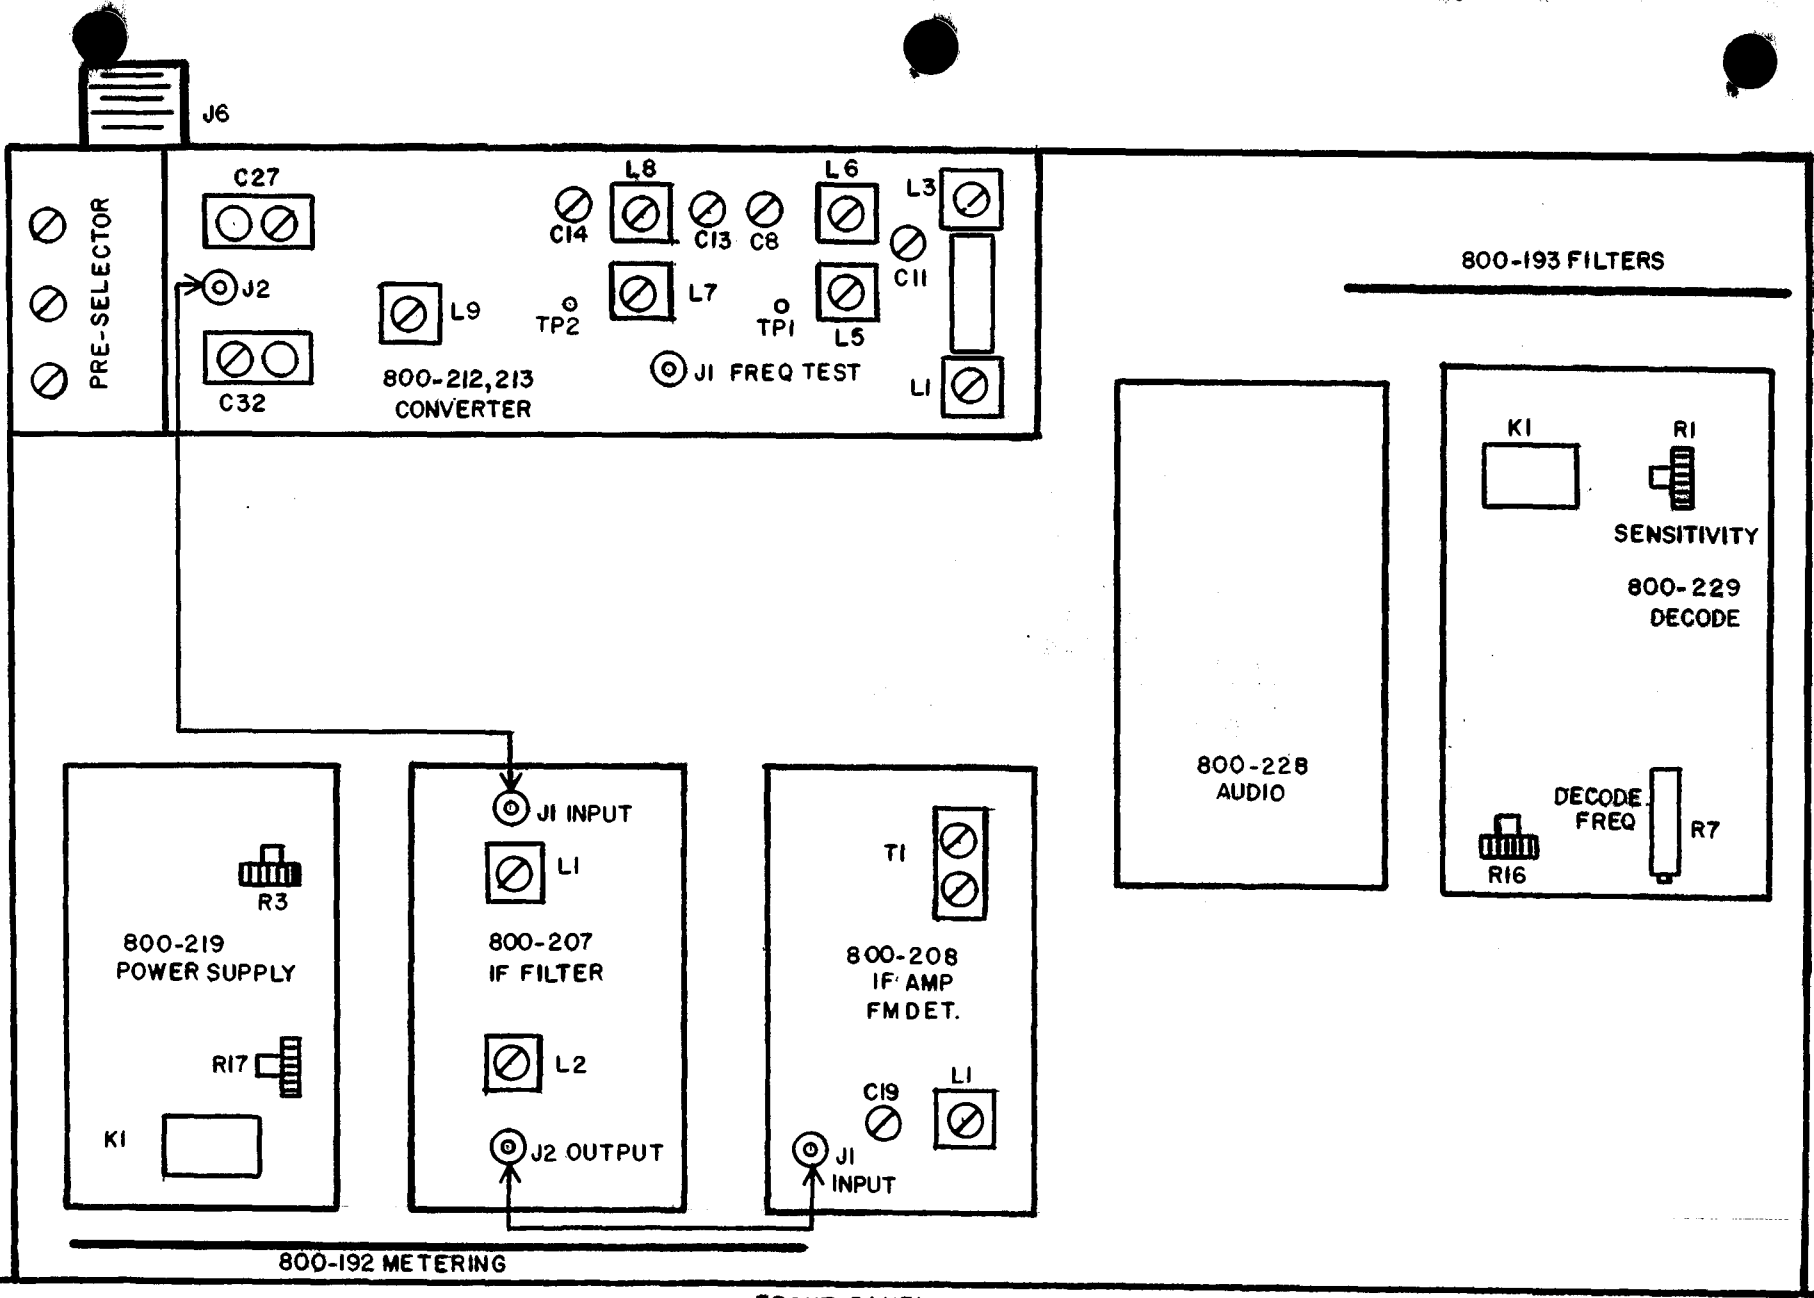 J6
PRE-SELECTOR
C27
J2
C32
L9
800-212,213
CONVERTER
C14
L8
C13
C8
L6
L3
C11
L7
TP2
TP1
L5
J1 FREQ TEST
L1
800-193 FILTERS
K1
R1
SENSITIVITY
800-229
DECODE
DECODE
FREQ
R7
R16
800-228
AUDIO
R3
800-219
POWER SUPPLY
R17
K1
J1 INPUT
L1
800-207
IF FILTER
L2
J2 OUTPUT
T1
800-208
IF AMP
FM DET.
C19
L1
J1
INPUT
800-192 METERING